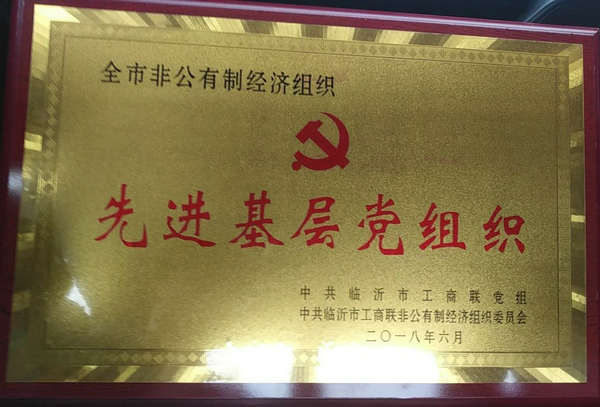 全市非公有制经济组织
先进基层党组织
中共临沂市工商联党组
中共临沂市工商联非公有制经济组织委员会
二〇一八年六月